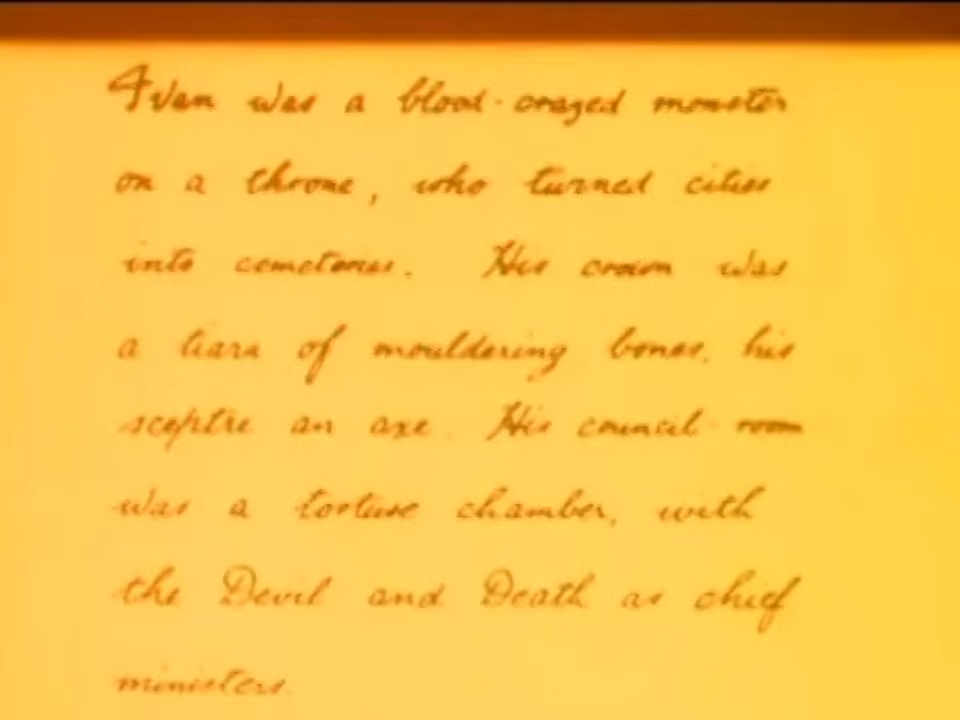 Ivan was a blood-crazed monster
on a throne, who turned cities
into cemeteries. His crown was
a tiara of mouldering bones, his
sceptre an axe. His council-room
was a torture chamber, with
the Devil and Death as chief
ministers.